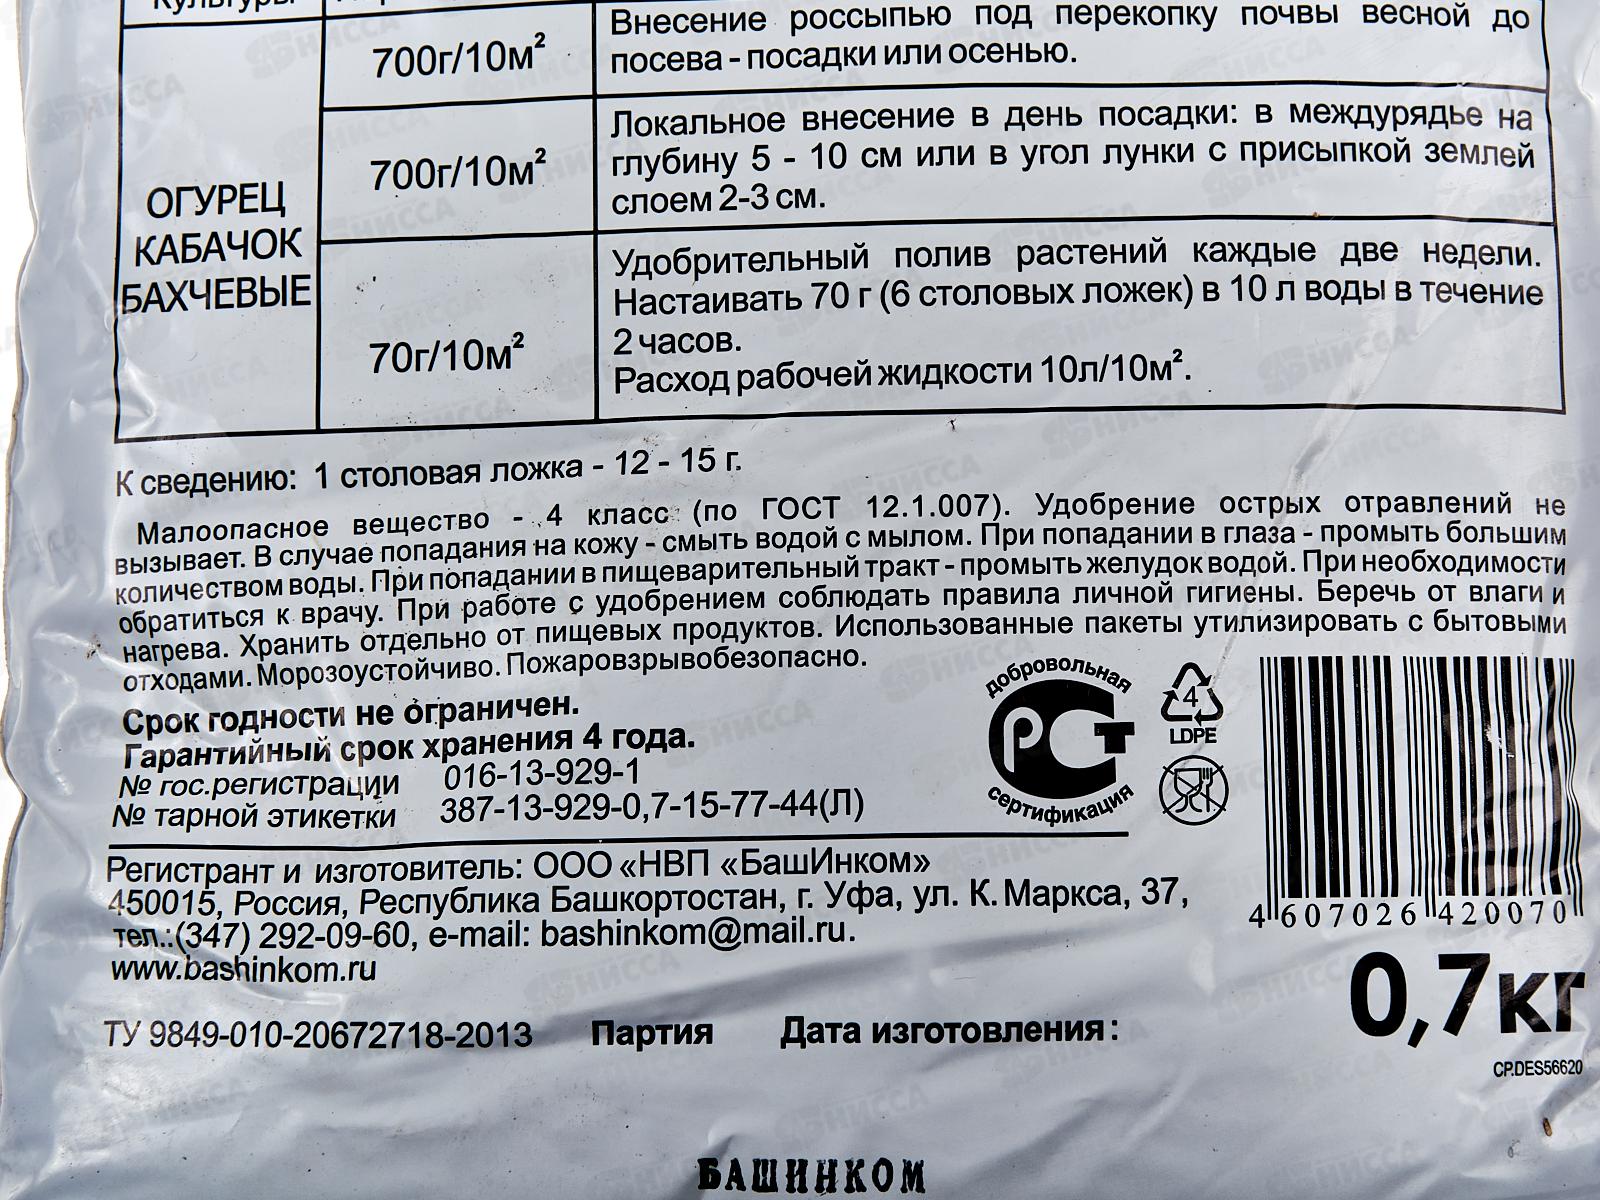 Культуры
700г/10м²
Внесение россыпью под перекопку почвы весной до
посева - посадки или осенью.
700г/10м²
Локальное внесение в день посадки: в междурядье на
глубину 5 - 10 см или в угол лунки с присыпкой землей
слоем 2-3 см.
ОГУРЕЦ
КАБАЧОК
БАХЧЕВЫЕ
70г/10м²
Удобрительный полив растений каждые две недели.
Настаивать 70 г (6 столовых ложек) в 10 л воды в течение
2 часов.
Расход рабочей жидкости 10л/10м².
К сведению: 1 столовая ложка - 12 - 15 г.
Малоопасное вещество - 4 класс (по ГОСТ 12.1.007). Удобрение острых отравлений не
вызывает. В случае попадания на кожу - смыть водой с мылом. При попадании в глаза - промыть большим
количеством воды. При попадании в пищеварительный тракт - промыть желудок водой. При необходимости
обратиться к врачу. При работе с удобрением соблюдать правила личной гигиены. Беречь от влаги и
нагрева. Хранить отдельно от пищевых продуктов. Использованные пакеты утилизировать с бытовыми
отходами. Морозоустойчиво. Пожаровзрывобезопасно.
Срок годности не ограничен.
Гарантийный срок хранения 4 года.
№ гос.регистрации 016-13-929-1
№ тарной этикетки 387-13-929-0,7-15-77-44(Л)
добровольная
РСТ
сертификация
4
LDPE
Регистрант и изготовитель: ООО «НВП «БашИнком»
450015, Россия, Республика Башкортостан, г. Уфа, ул. К. Маркса, 37,
тел.:(347) 292-09-60, e-mail: bashinkom@mail.ru.
www.bashinkom.ru
4 607026 420070
0,7кг
ТУ 9849-010-20672718-2013 Партия Дата изготовления:
CP.DES56620
БАШИНКОМ